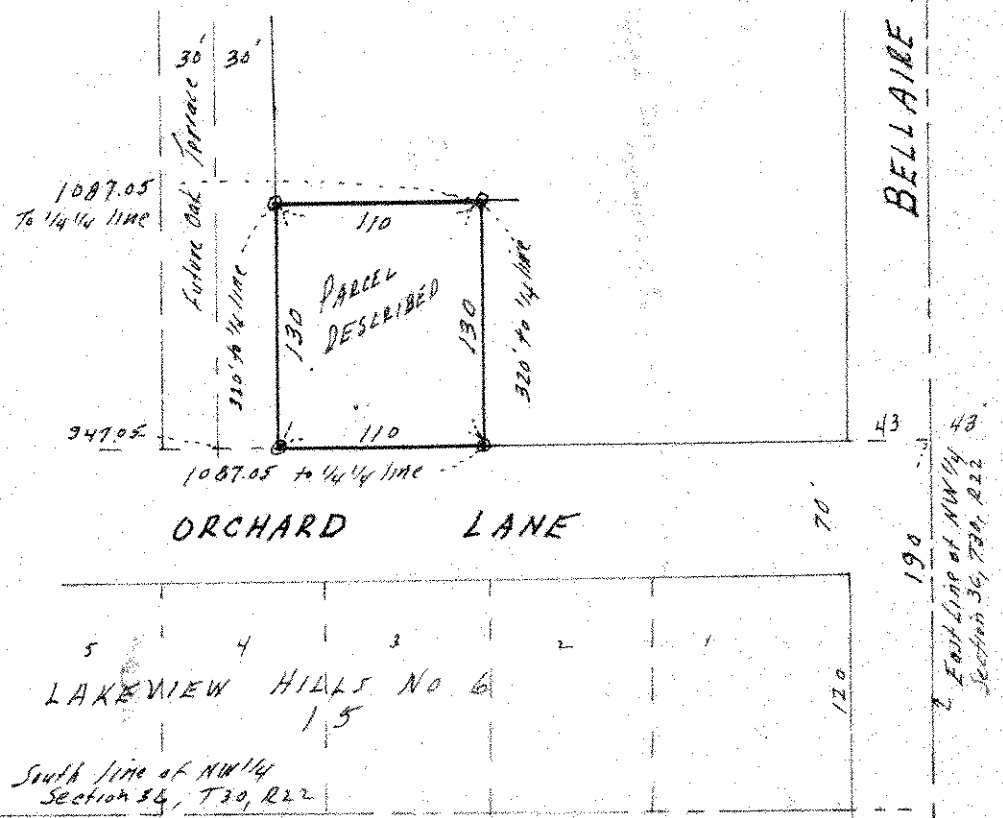 30' 30'
BELLAIRE
Future Oak Terrace
1087.05
To 1/4 1/4 line
110
PARCEL
DESCRIBED
130
130
320' to 1/4 line
320' to 1/4 line
947.05
110
1087.05 to 1/4 1/4 line
43 43
ORCHARD LANE
70'
190
East Line of NW 1/4
Section 36, T30, R22
5 4 3 2 1
LAKEVIEW HILLS NO 6
15
120
South line of NW 1/4
Section 36, T30, R22